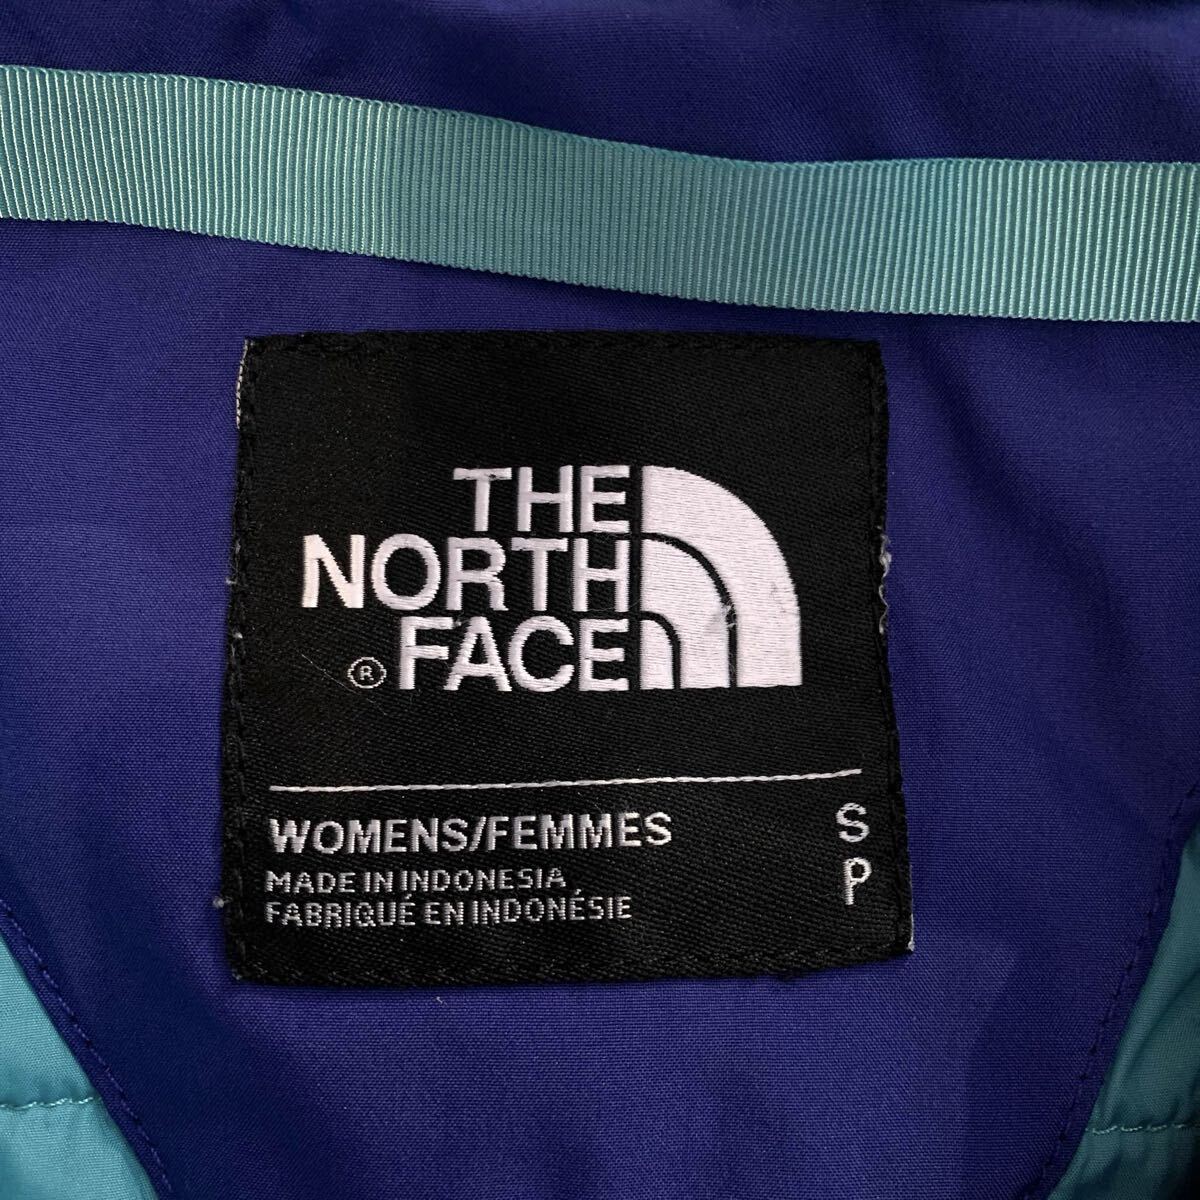 THE
NORTH
® FACE
WOMENS/FEMMES S
MADE IN INDONESIA P
FABRIQUÉ EN INDONÉSIE